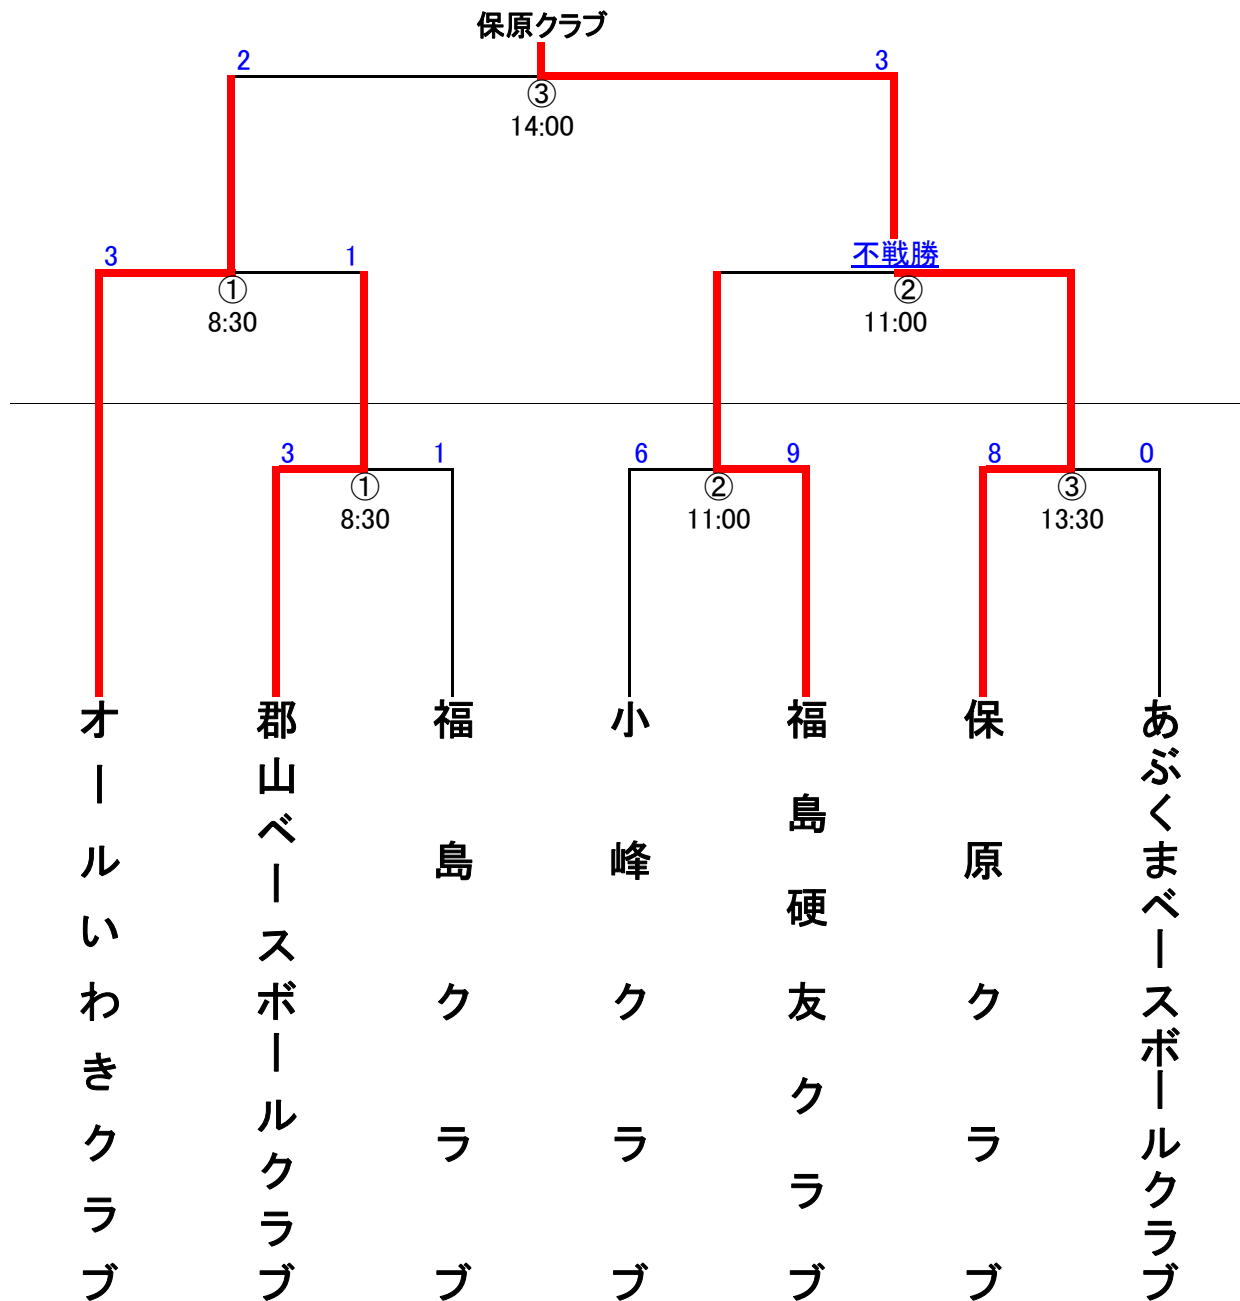 保原クラブ
2
3
③
14:00
3
1
不戦勝
①
②
8:30
11:00
3
1
6
9
8
0
①
②
③
8:30
11:00
13:30
オールいわきクラブ
郡山ベースボールクラブ
福島クラブ
小峰クラブ
福島硬友クラブ
保原クラブ
あぶくまベースボールクラブ